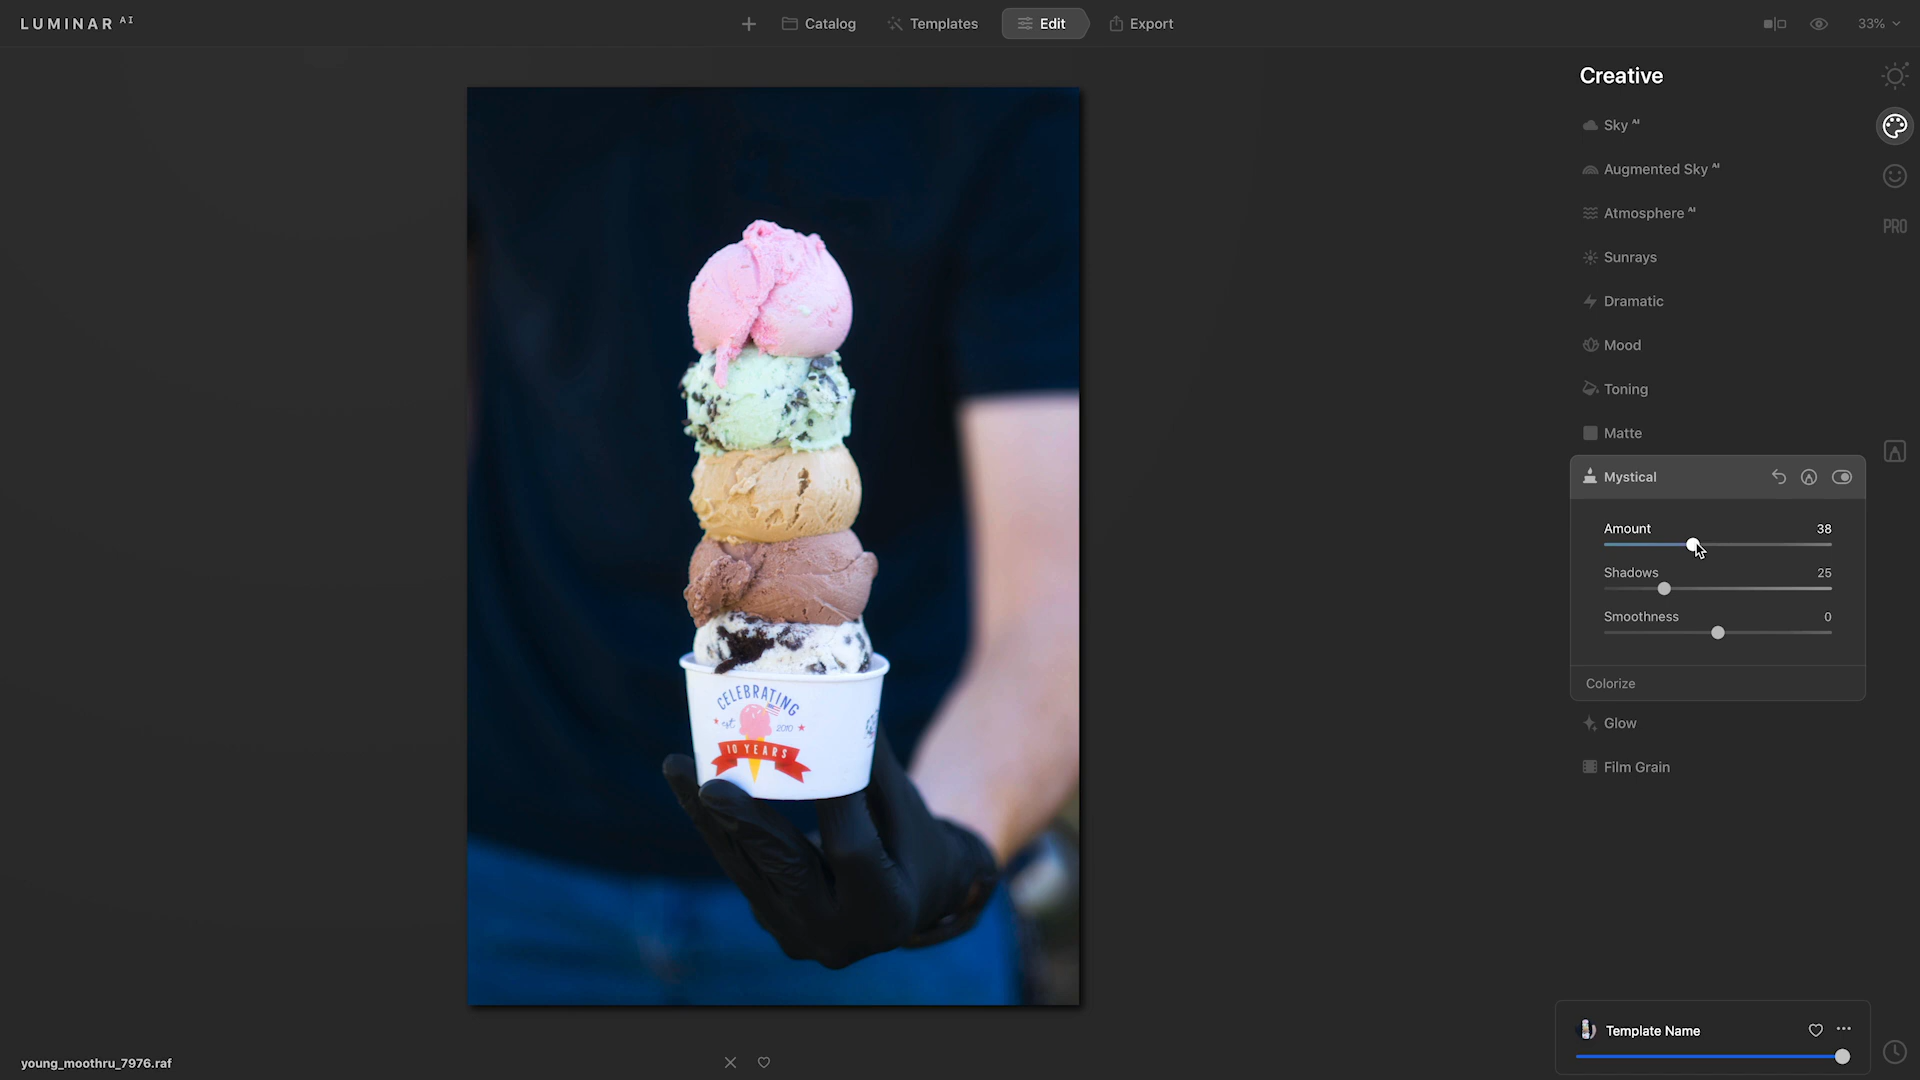 LUMINAR AI
Catalog
Templates
Edit
Export
33%
Creative
Sky AI
Augmented Sky AI
Atmosphere AI
Sunrays
PRO
Dramatic
Mood
Toning
Matte
Mystical
Amount 38
Shadows 25
Smoothness 0
Colorize
Glow
Film Grain
CELEBRATING
2010
10 YEARS
Template Name
young_moothru_7976.raf